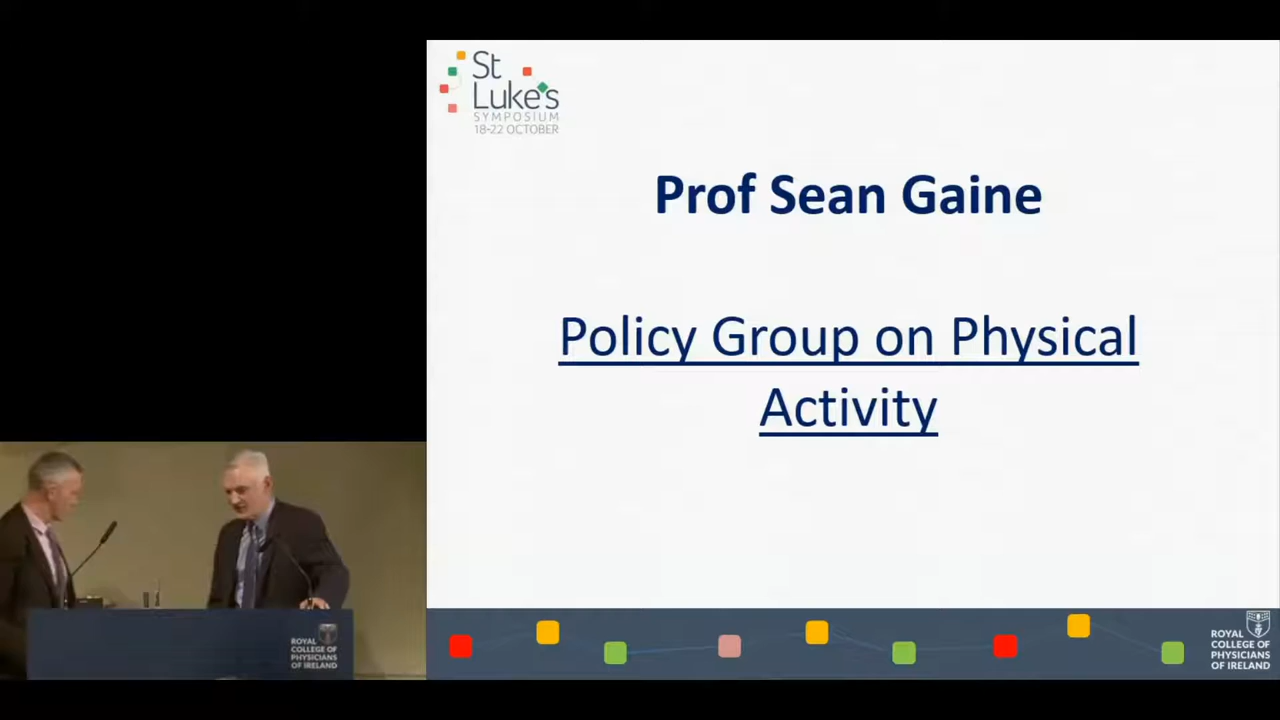 St
Luke's
SYMPOSIUM
18-22 OCTOBER
Prof Sean Gaine
Policy Group on Physical
Activity
ROYAL
COLLEGE OF
PHYSICIANS
OF IRELAND
ROYAL
COLLEGE OF
PHYSICIANS
OF IRELAND